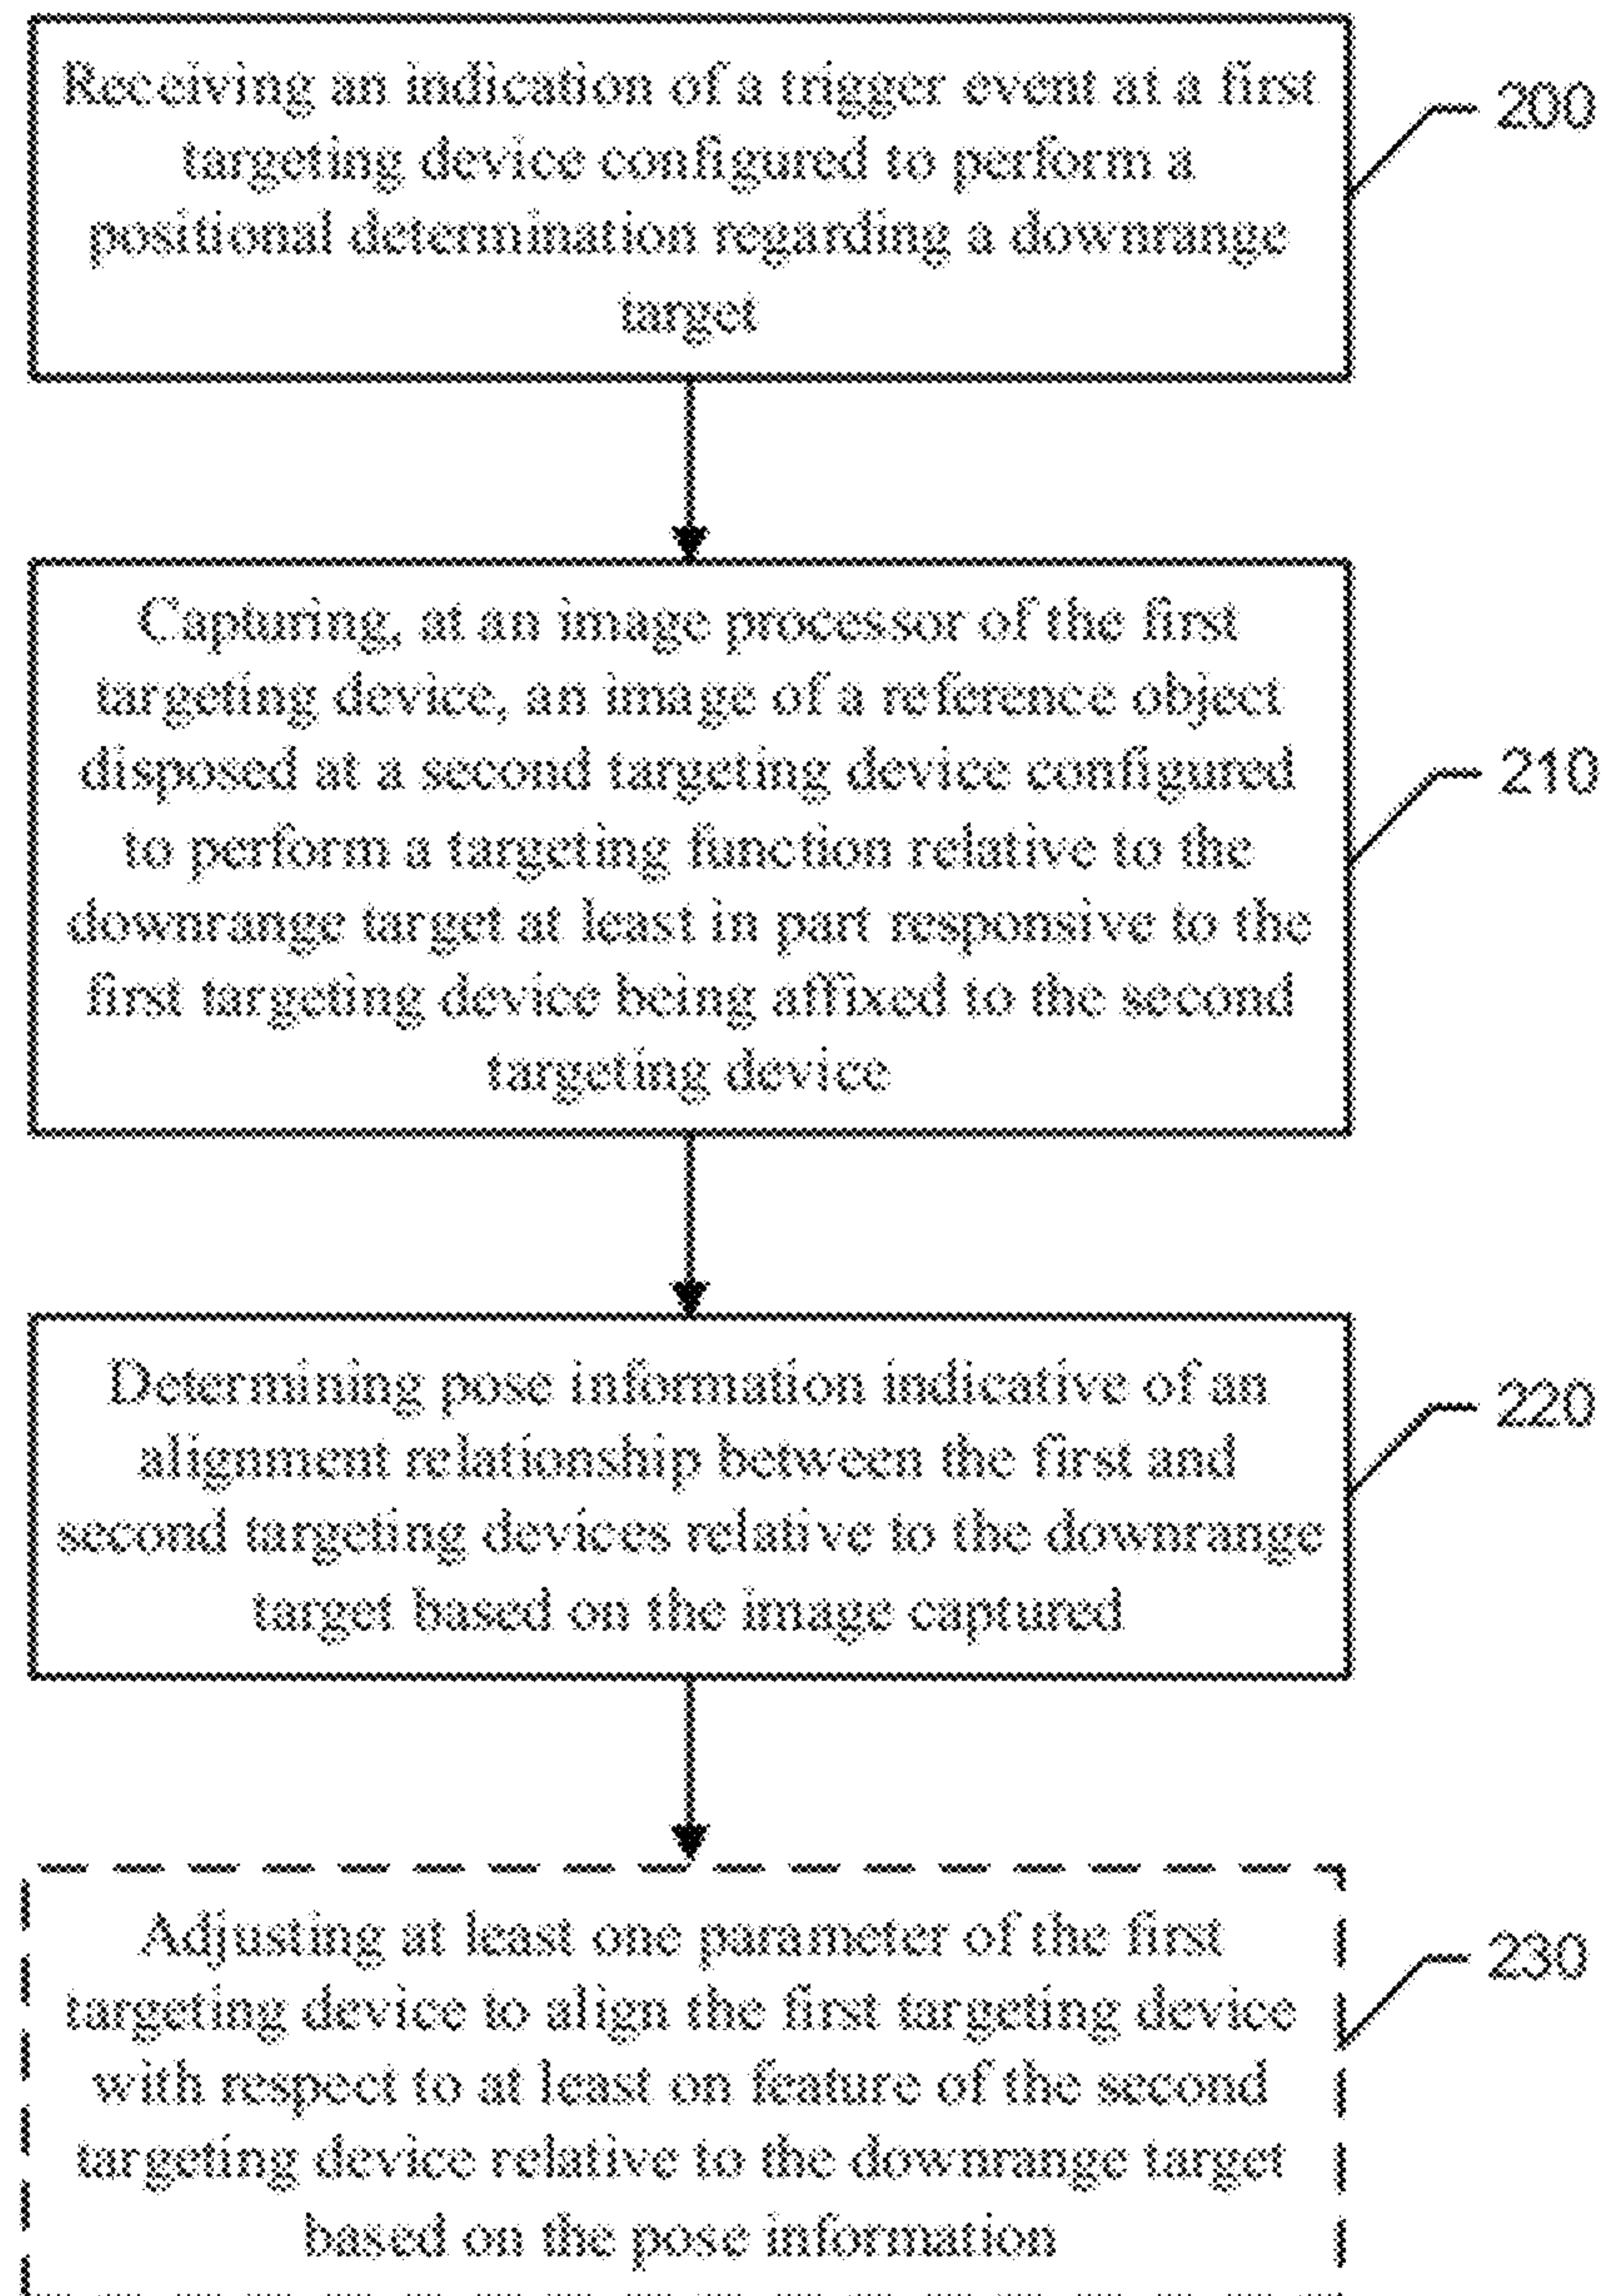 Receiving an indication of a trigger event at a first
targeting device configured to perform a
positional determination regarding a downrange
target
200
Capturing, at an image processor of the first
targeting device, an image of a reference object
disposed at a second targeting device configured
to perform a targeting function relative to the
downrange target at least in part responsive to the
first targeting device being affixed to the second
targeting device
210
Determining pose information indicative of an
alignment relationship between the first and
second targeting devices relative to the downrange
target based on the image captured
220
Adjusting at least one parameter of the first
targeting device to align the first targeting device
with respect to at least on feature of the second
targeting device relative to the downrange target
based on the pose information
230